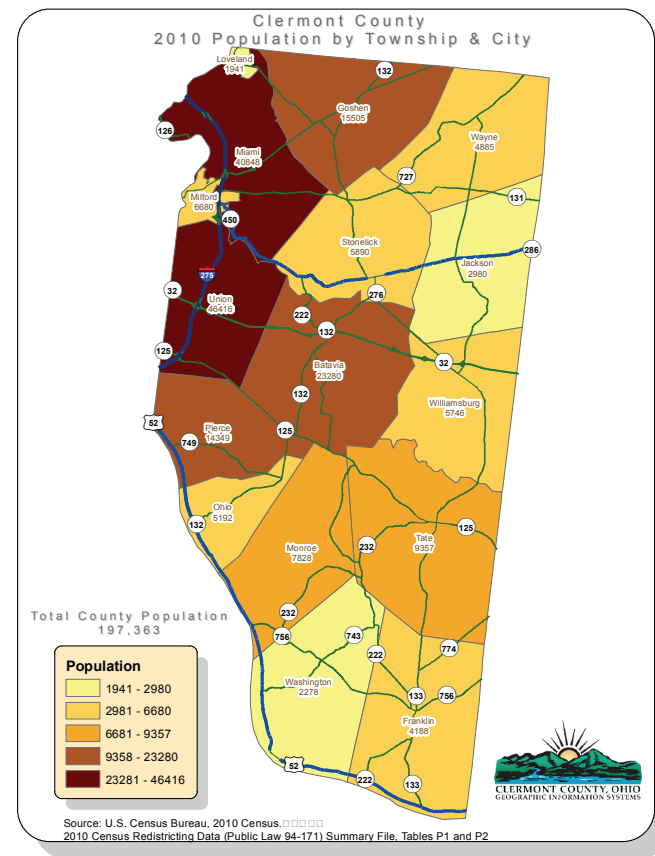 Clermont County
2010 Population by Township & City
Loveland
1941
132
Goshen
15505
126
Wayne
4885
Miami
40848
727
131
Milford
6680
450
Stonelick
5890
286
Jackson
2980
275
32
Union
46416
276
222
132
125
32
Batavia
23280
132
Williamsburg
5746
52
Pierce
14349
125
749
Ohio
5192
132
125
Tate
9357
232
Monroe
7828
232
756
743
774
222
Washington
2278
133
756
Franklin
4188
52
222
133
Total County Population
197,363
Population
1941 - 2980
2981 - 6680
6681 - 9357
9358 - 23280
23281 - 46416
CLERMONT COUNTY, OHIO
GEOGRAPHIC INFORMATION SYSTEMS
Source: U.S. Census Bureau, 2010 Census.□□□□□
2010 Census Redistricting Data (Public Law 94-171) Summary File, Tables P1 and P2